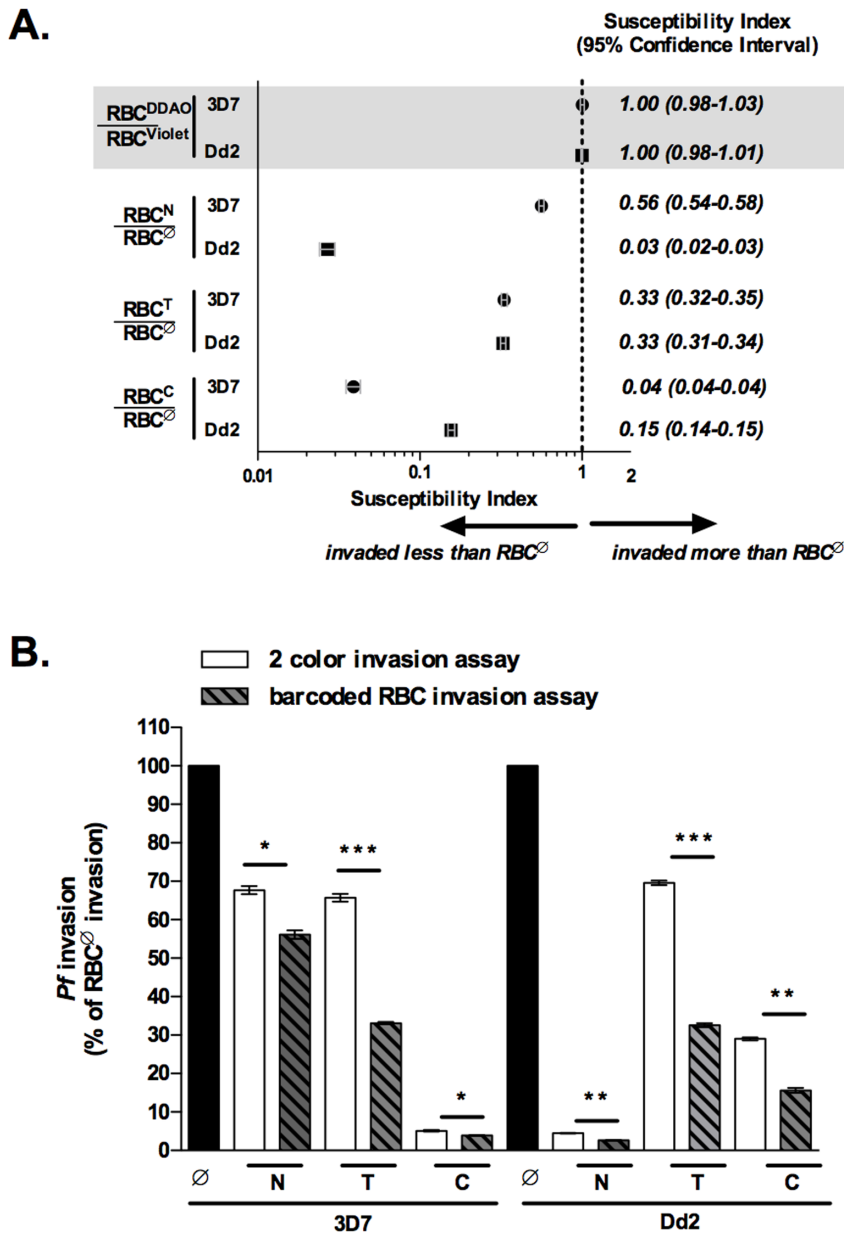 A.
Susceptibility Index
(95% Confidence Interval)
RBC^DDAO
RBC^Violet
3D7
1.00 (0.98-1.03)
Dd2
1.00 (0.98-1.01)
RBC^N
RBC^∅
3D7
0.56 (0.54-0.58)
Dd2
0.03 (0.02-0.03)
RBC^T
RBC^∅
3D7
0.33 (0.32-0.35)
Dd2
0.33 (0.31-0.34)
RBC^C
RBC^∅
3D7
0.04 (0.04-0.04)
Dd2
0.15 (0.14-0.15)
0.01 0.1 1 2
Susceptibility Index
invaded less than RBC^∅
invaded more than RBC^∅
B.
2 color invasion assay
barcoded RBC invasion assay
Pf invasion
(% of RBC^∅ invasion)
110
100
90
80
70
60
50
40
30
20
10
0
* *** * ** *** **
∅ N T C ∅ N T C
3D7 Dd2